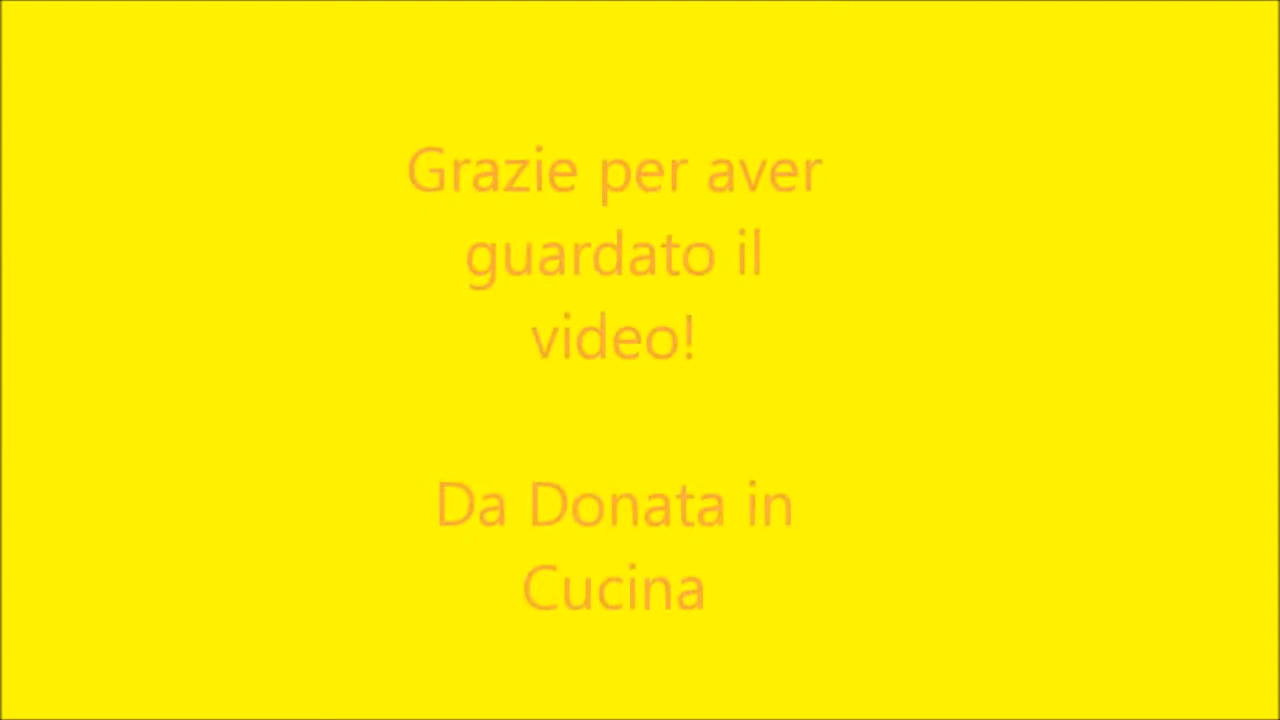 Grazie per aver
guardato il
video!
Da Donata in
Cucina